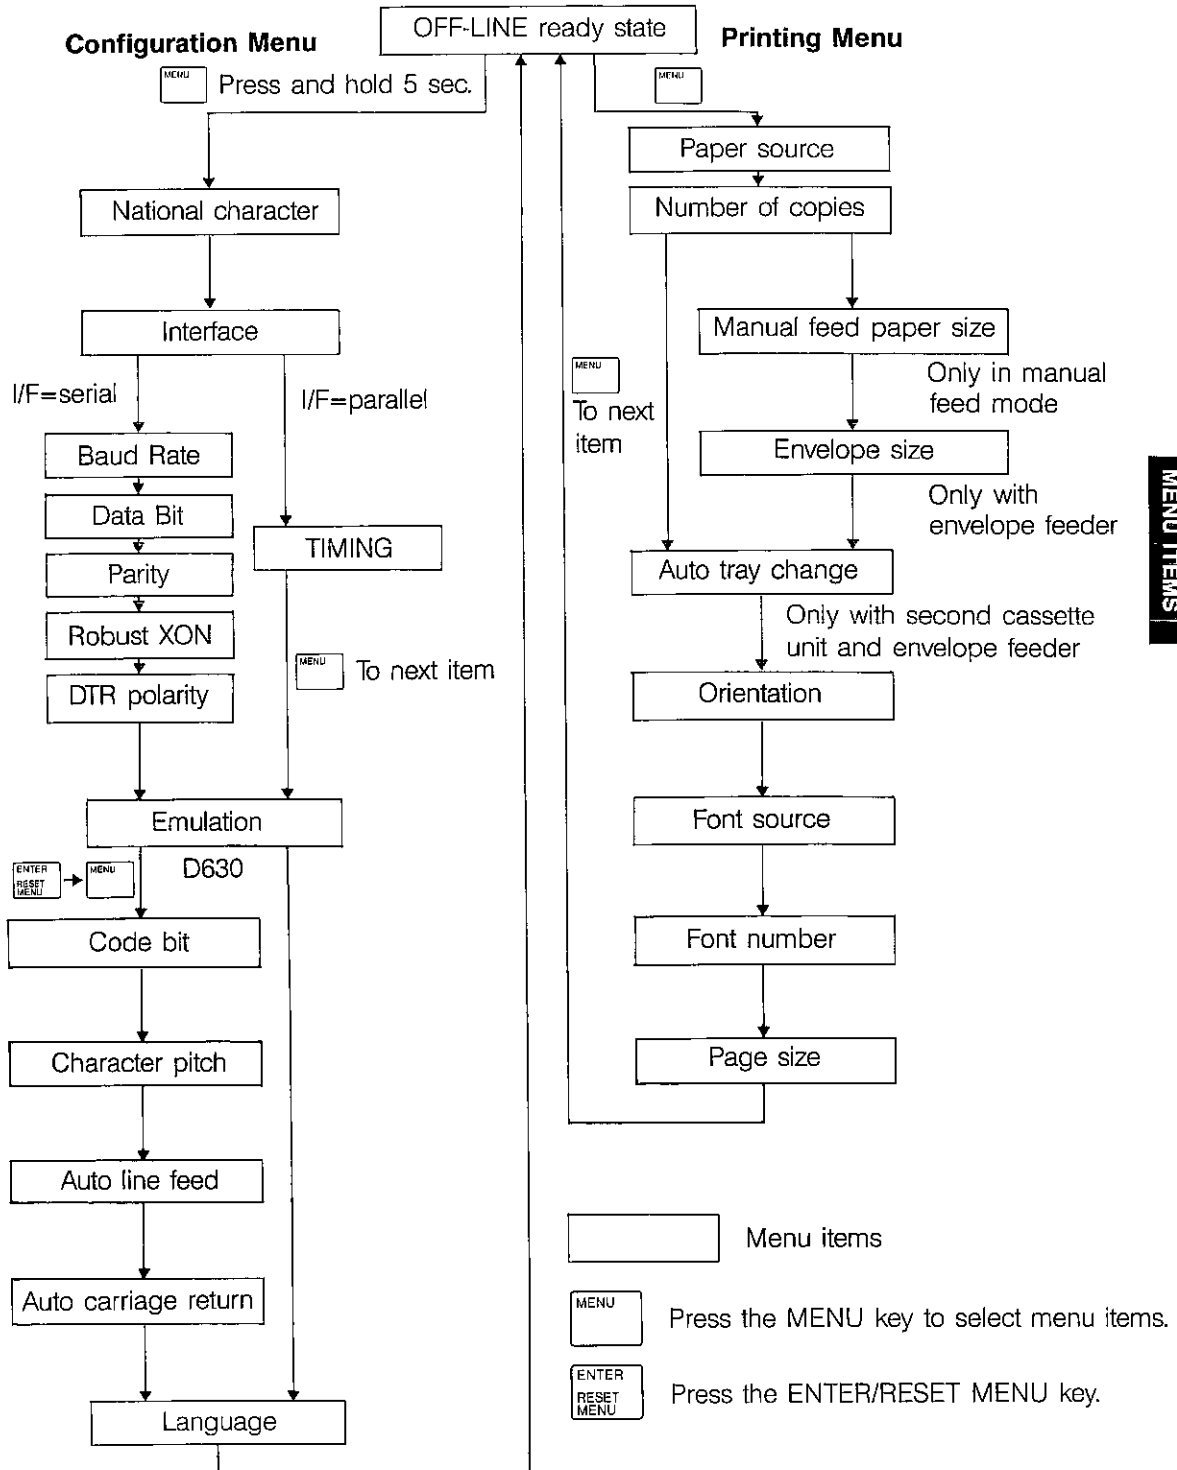 OFF-LINE ready state
Configuration Menu
MENU
Press and hold 5 sec.
National character
Interface
I/F=serial
I/F=parallel
Baud Rate
Data Bit
Parity
Robust XON
DTR polarity
TIMING
MENU
To next item
Emulation
ENTER
RESET
MENU
MENU
D630
Code bit
Character pitch
Auto line feed
Auto carriage return
Language
Printing Menu
MENU
Paper source
Number of copies
Manual feed paper size
Only in manual
feed mode
Envelope size
Only with
envelope feeder
MENU
To next
item
Auto tray change
Only with second cassette
unit and envelope feeder
Orientation
Font source
Font number
Page size
Menu items
MENU
Press the MENU key to select menu items.
ENTER
RESET
MENU
Press the ENTER/RESET MENU key.
MENU ITEMS